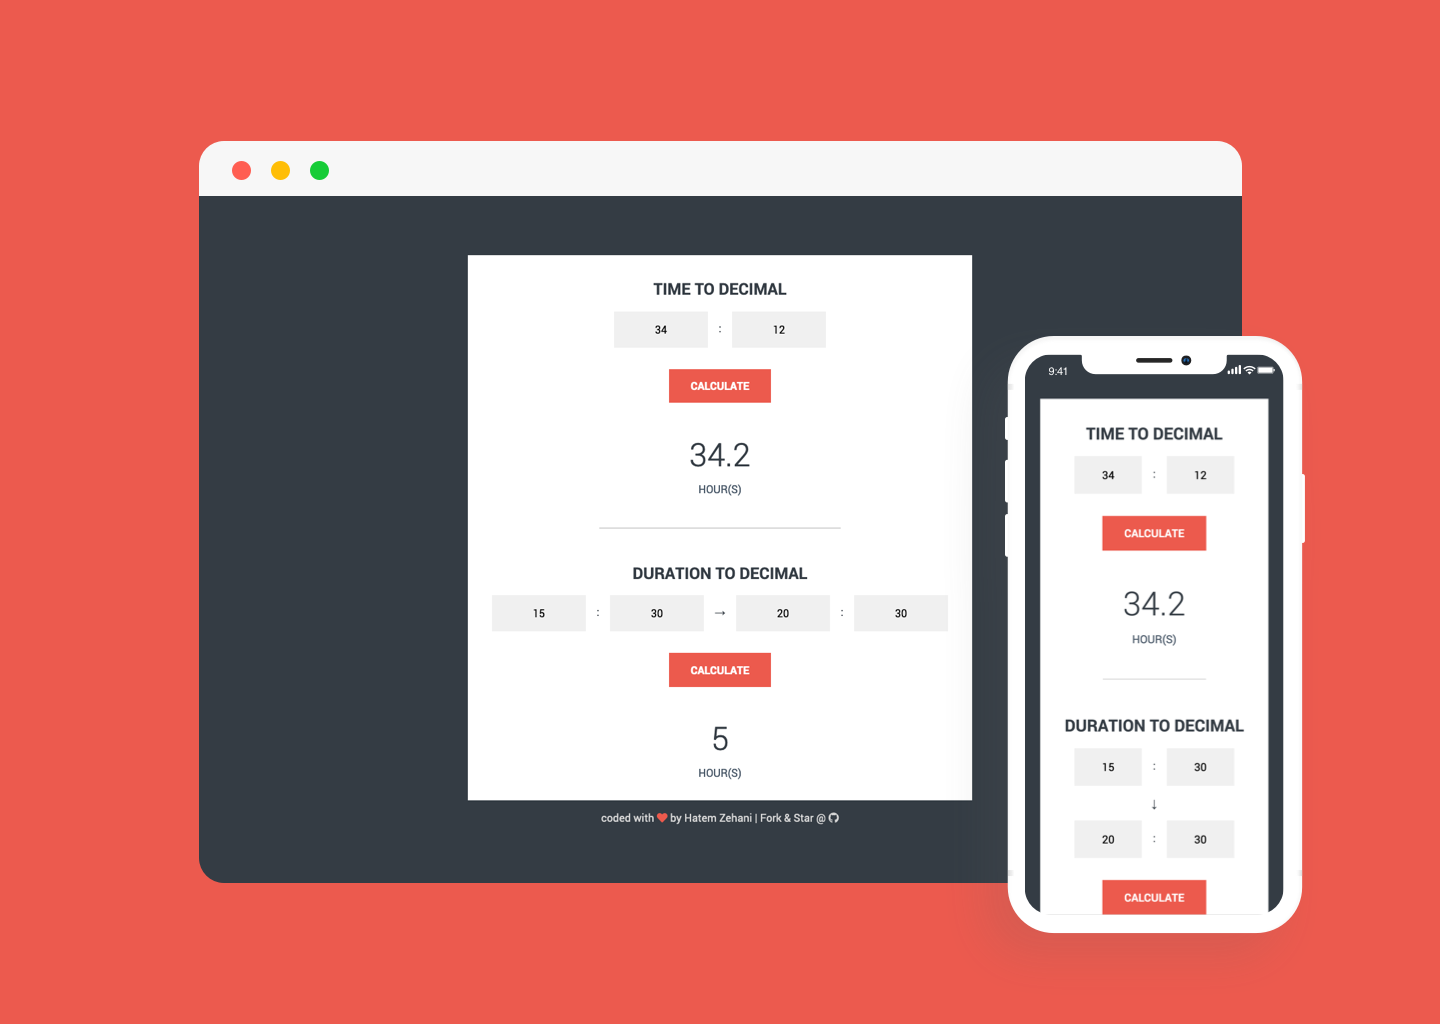 TIME TO DECIMAL
34 : 12
CALCULATE
34.2
HOUR(S)
DURATION TO DECIMAL
15 : 30 → 20 : 30
CALCULATE
5
HOUR(S)
coded with ❤ by Hatem Zehani | Fork & Star @
9:41
TIME TO DECIMAL
34 : 12
CALCULATE
34.2
HOUR(S)
DURATION TO DECIMAL
15 : 30
↓
20 : 30
CALCULATE